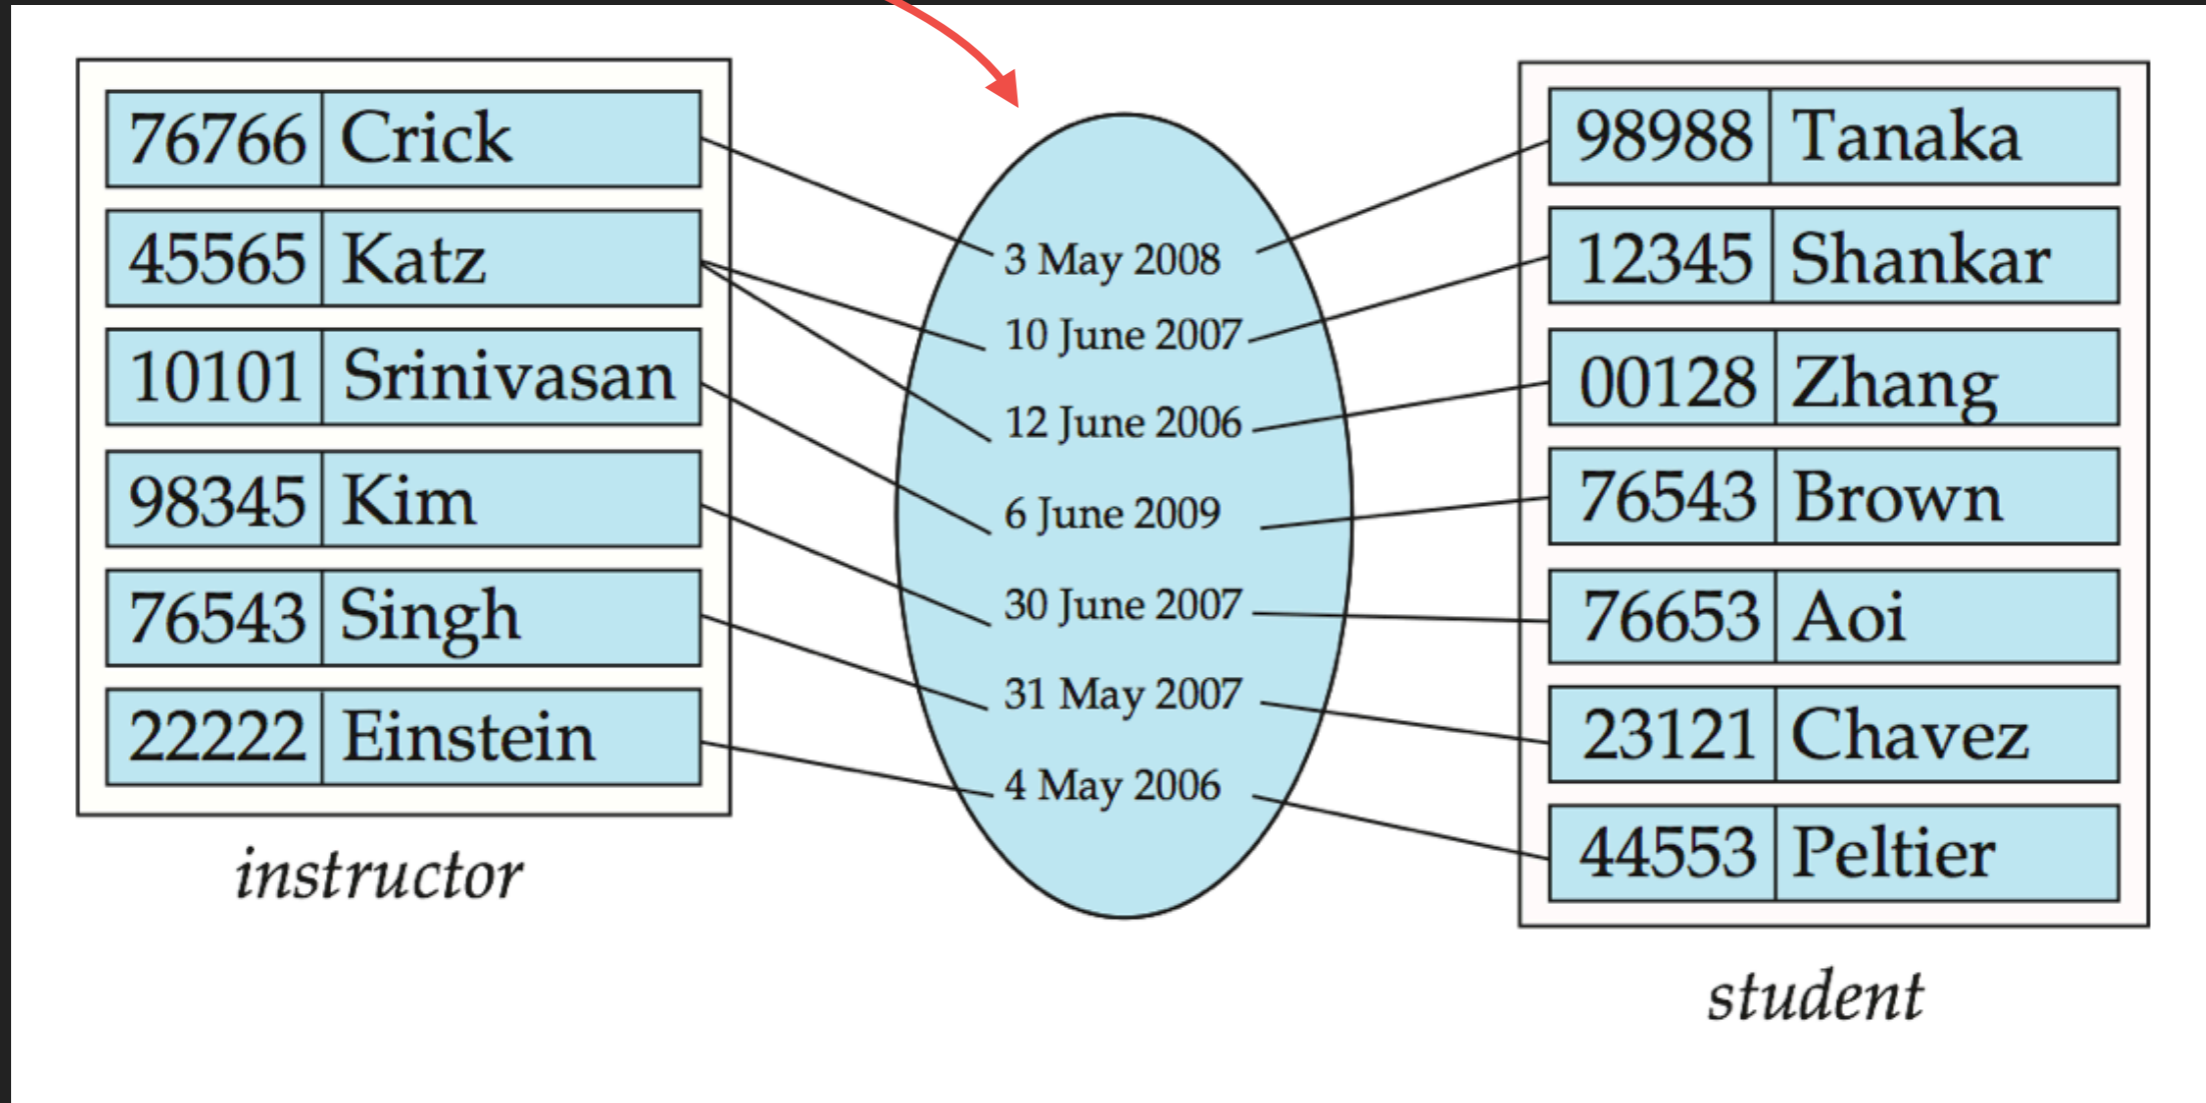 76766 Crick
45565 Katz
10101 Srinivasan
98345 Kim
76543 Singh
22222 Einstein
instructor
3 May 2008
10 June 2007
12 June 2006
6 June 2009
30 June 2007
31 May 2007
4 May 2006
98988 Tanaka
12345 Shankar
00128 Zhang
76543 Brown
76653 Aoi
23121 Chavez
44553 Peltier
student